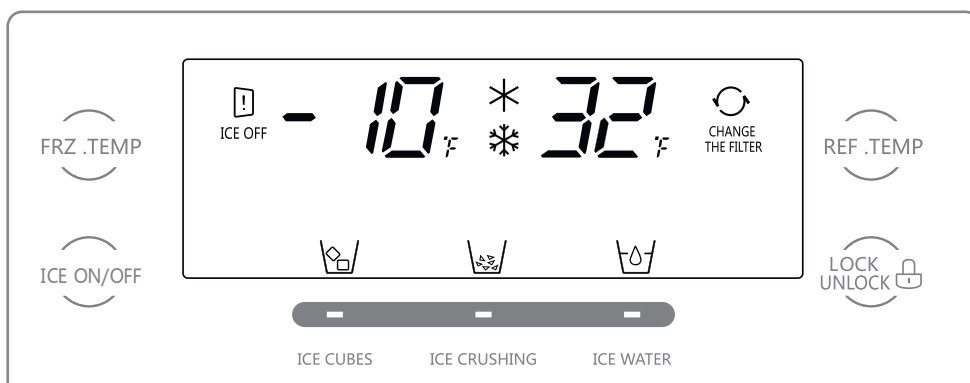 ICE OFF
- 10 °F
32 °F
CHANGE
THE FILTER
FRZ .TEMP
REF .TEMP
ICE ON/OFF
LOCK
UNLOCK
ICE CUBES
ICE CRUSHING
ICE WATER